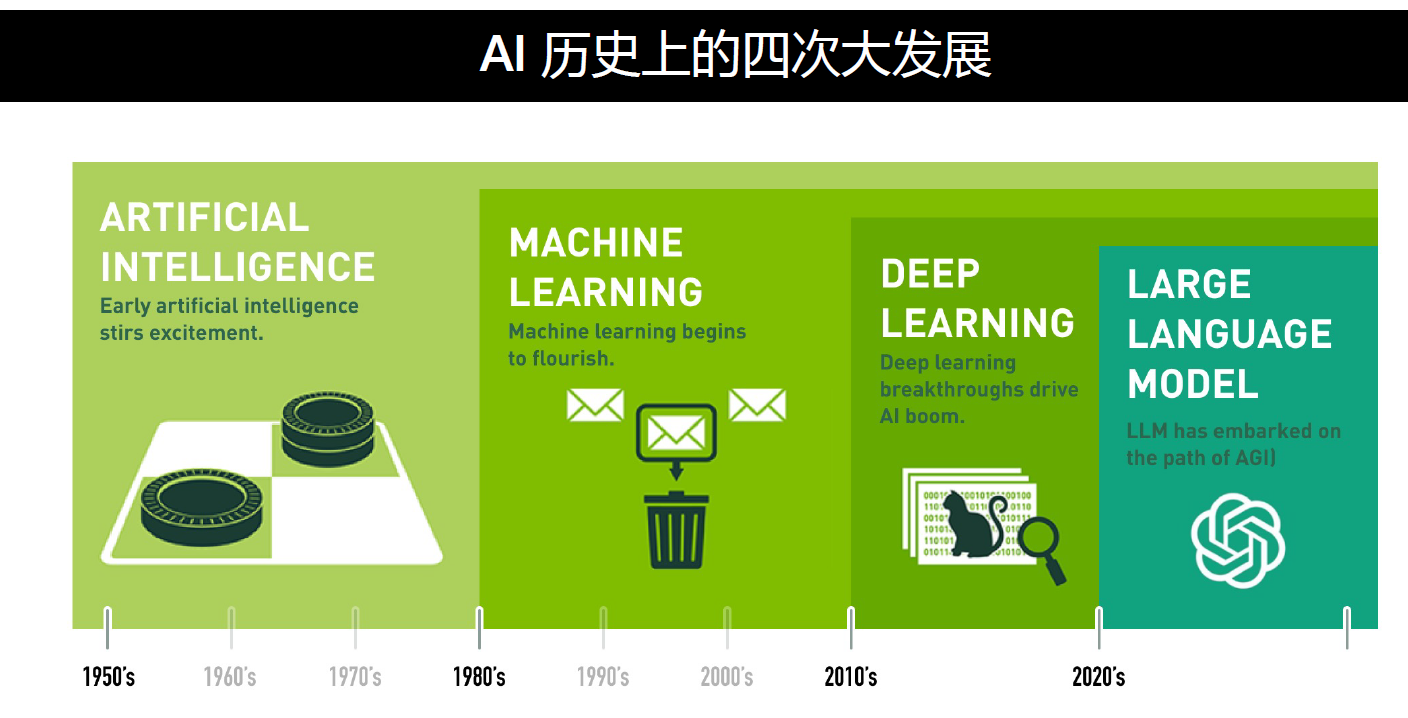 AI 历史上的四次大发展
ARTIFICIAL
INTELLIGENCE
Early artificial intelligence
stirs excitement.
MACHINE
LEARNING
Machine learning begins
to flourish.
DEEP
LEARNING
Deep learning
breakthroughs drive
AI boom.
LARGE
LANGUAGE
MODEL
LLM has embarked on
the path of AGI)
1950's
1960's
1970's
1980's
1990's
2000's
2010's
2020's